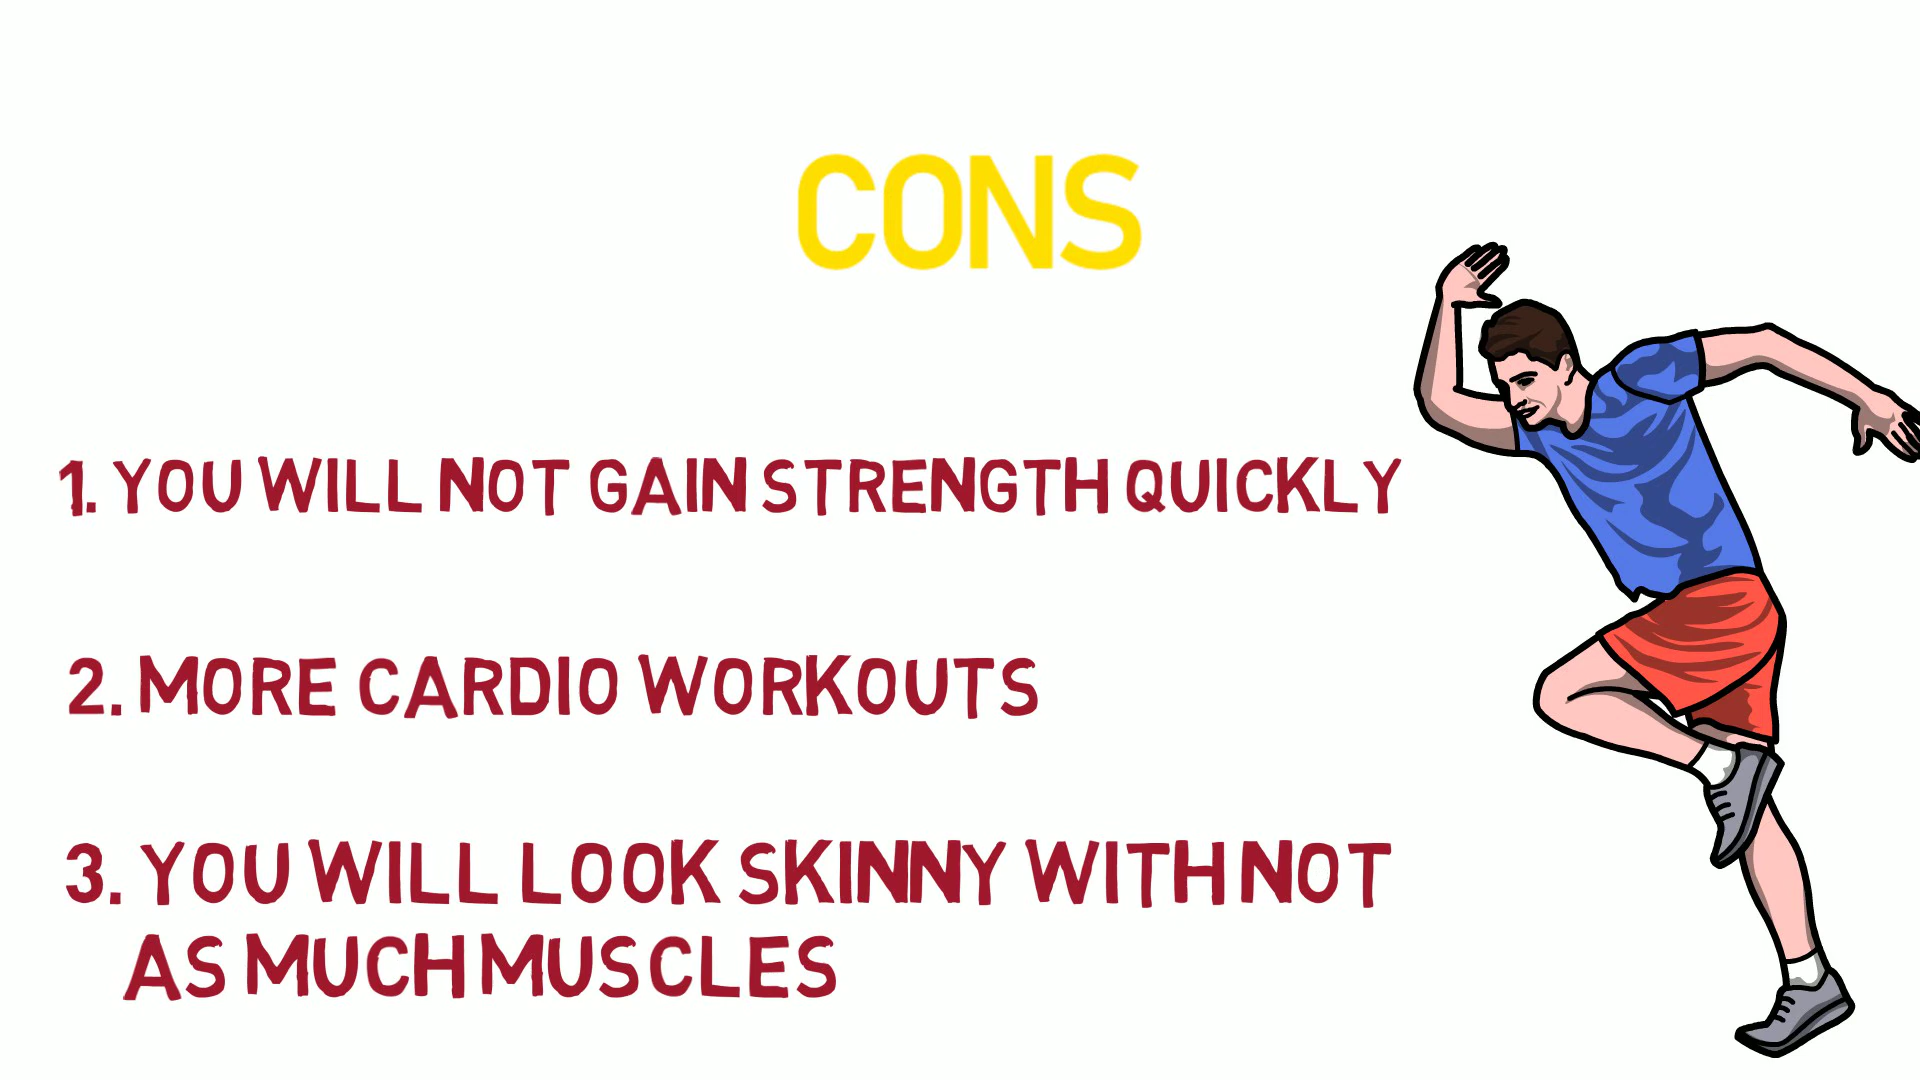 CONS
1. YOU WILL NOT GAIN STRENGTH QUICKLY
2. MORE CARDIO WORKOUTS
3. YOU WILL LOOK SKINNY WITH NOT
AS MUCH MUSCLES